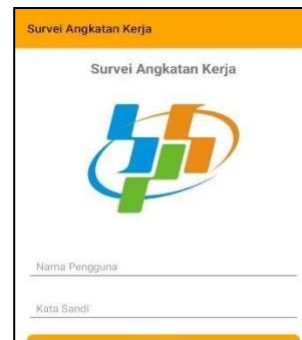 Survei Angkatan Kerja
Survei Angkatan Kerja
Nama Pengguna
Kata Sandi